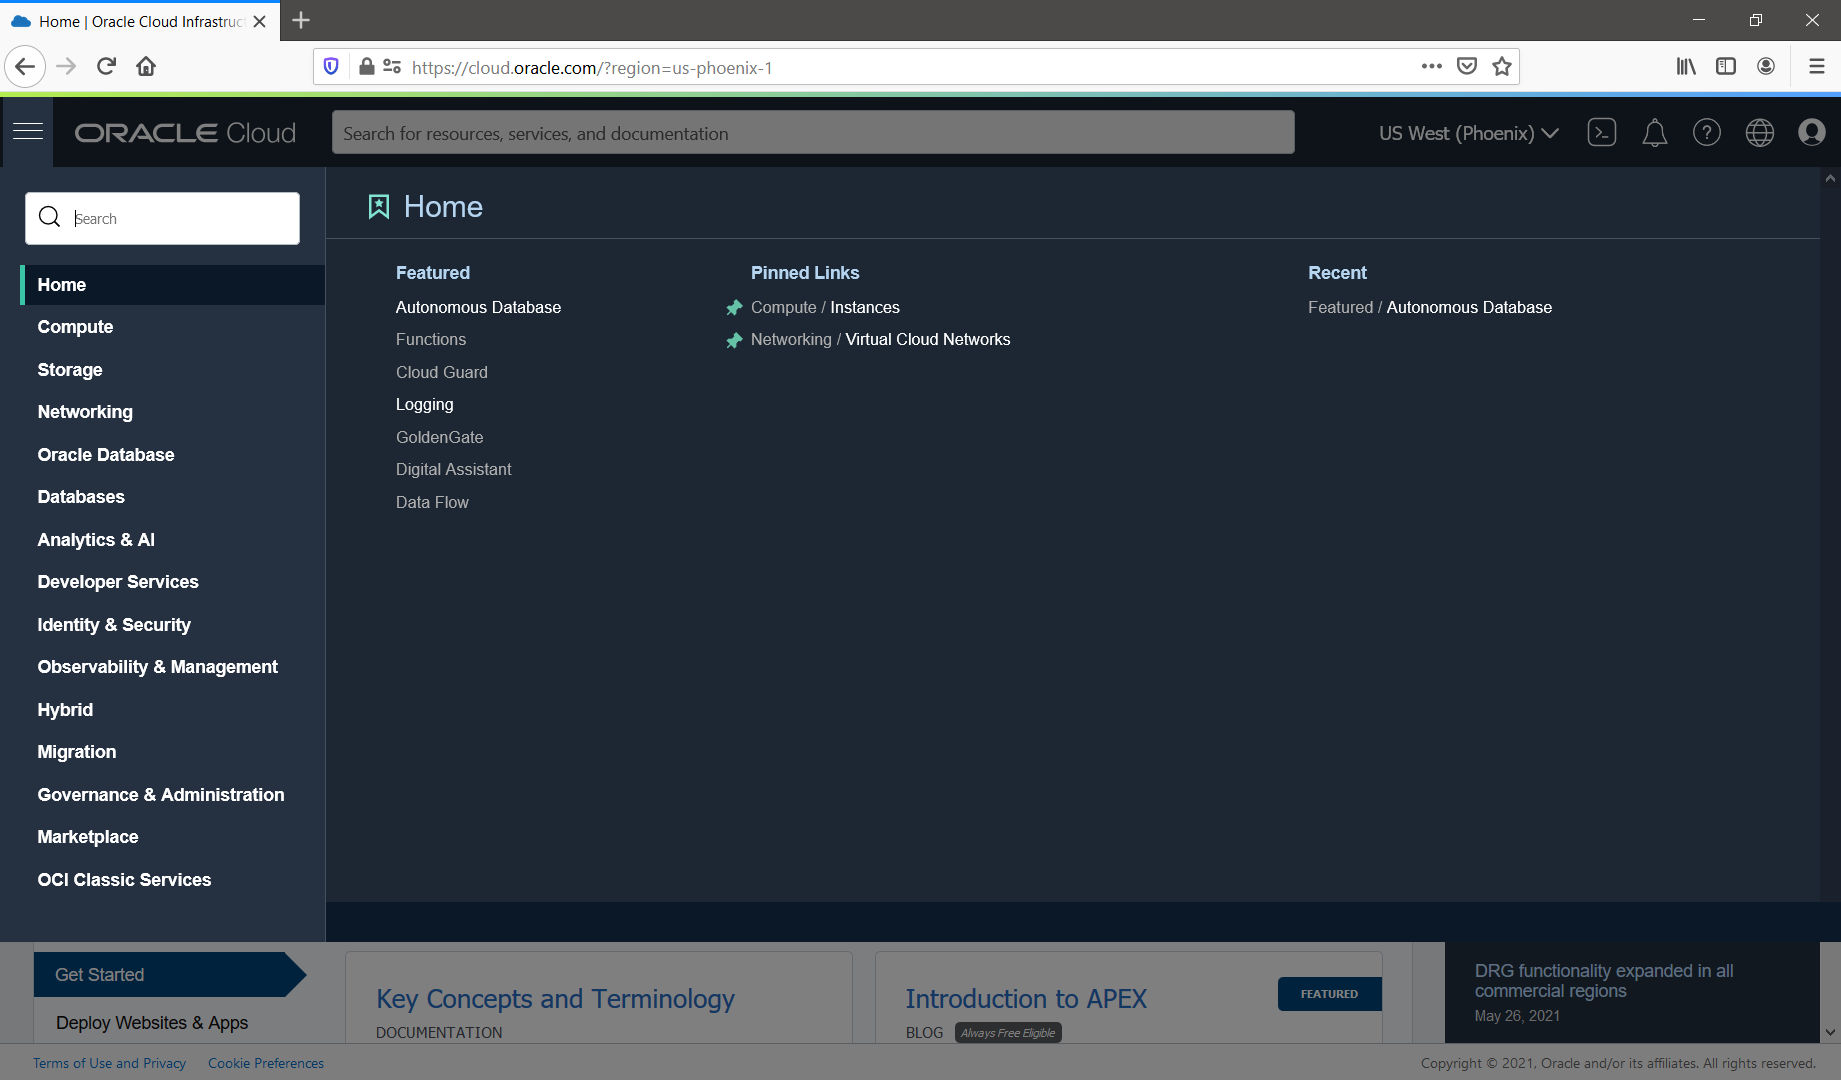 Home | Oracle Cloud Infrastruct
https://cloud.oracle.com/?region=us-phoenix-1
ORACLE Cloud
Search for resources, services, and documentation
US West (Phoenix)
Search
Home
Compute
Storage
Networking
Oracle Database
Databases
Analytics & AI
Developer Services
Identity & Security
Observability & Management
Hybrid
Migration
Governance & Administration
Marketplace
OCI Classic Services
Home
Featured
Autonomous Database
Functions
Cloud Guard
Logging
GoldenGate
Digital Assistant
Data Flow
Pinned Links
Compute / Instances
Networking / Virtual Cloud Networks
Recent
Featured / Autonomous Database
Get Started
Deploy Websites & Apps
Key Concepts and Terminology
DOCUMENTATION
Introduction to APEX
BLOG Always Free Eligible
FEATURED
DRG functionality expanded in all
commercial regions
May 26, 2021
Terms of Use and Privacy
Cookie Preferences
Copyright © 2021, Oracle and/or its affiliates. All rights reserved.